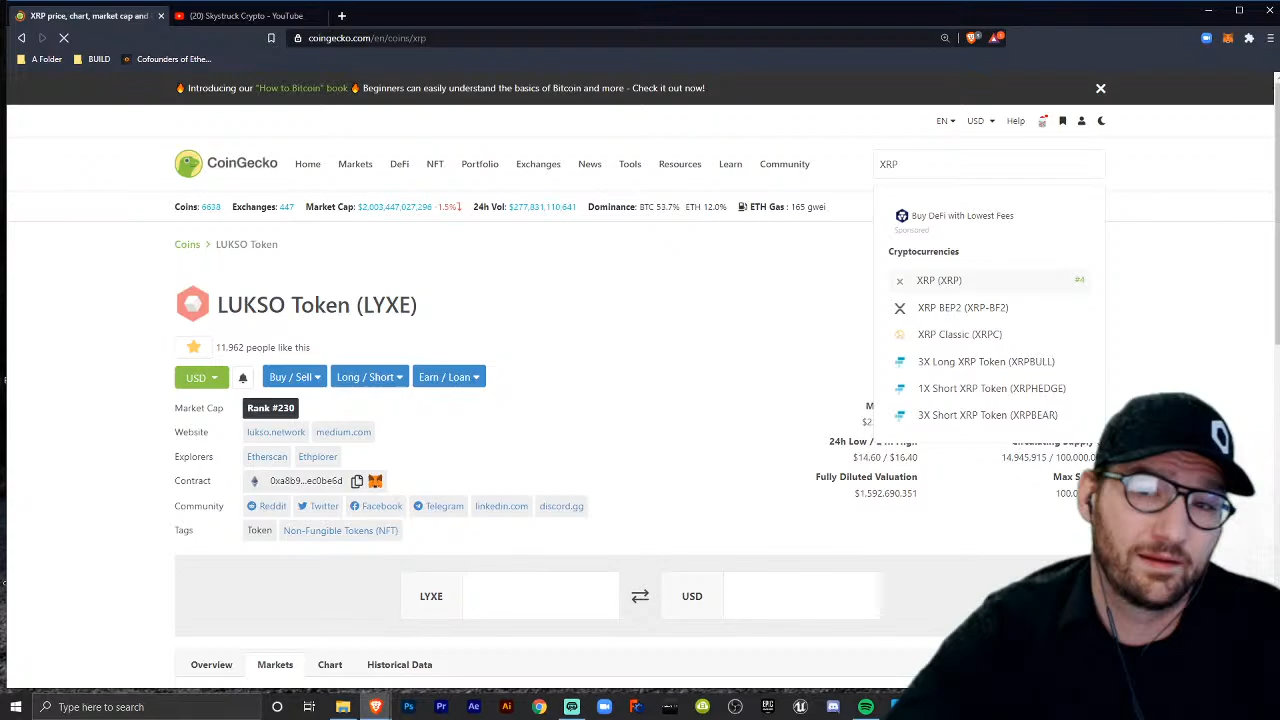 XRP price, chart, market cap and
(20) Skystruck Crypto - YouTube
coingecko.com/en/coins/xrp
A Folder
BUILD
Cofounders of Ethe...
Introducing our "How to Bitcoin" book 🔥 Beginners can easily understand the basics of Bitcoin and more - Check it out now!
EN
USD
Help
CoinGecko
Home
Markets
DeFi
NFT
Portfolio
Exchanges
News
Tools
Resources
Learn
Community
XRP
Coins: 6638
Exchanges: 447
Market Cap: $2,003,447,027,296 -1.5%
24h Vol: $277,831,110,641
Dominance: BTC 53.7% ETH 12.0%
ETH Gas: 165 gwei
Buy DeFi with Lowest Fees
Sponsored
Cryptocurrencies
XRP (XRP)
#4
XRP BEP2 (XRP-BF2)
XRP Classic (XRPC)
3X Long XRP Token (XRPBULL)
1X Short XRP Token (XRPHEDGE)
3X Short XRP Token (XRPBEAR)
Coins > LUKSO Token
LUKSO Token (LYXE)
11,962 people like this
USD
Buy / Sell
Long / Short
Earn / Loan
Market Cap
Rank #230
Website
lukso.network
medium.com
Explorers
Etherscan
Ethplorer
Contract
0xa8b9...ec0be6d
Community
Reddit
Twitter
Facebook
Telegram
linkedin.com
discord.gg
Tags
Token
Non-Fungible Tokens (NFT)
24h Low /
$14.60 / $16.40
14,945,915 / 100,000,0
Fully Diluted Valuation
Max S
$1,592,690,351
100,0
LYXE
USD
Overview
Markets
Chart
Historical Data
Type here to search